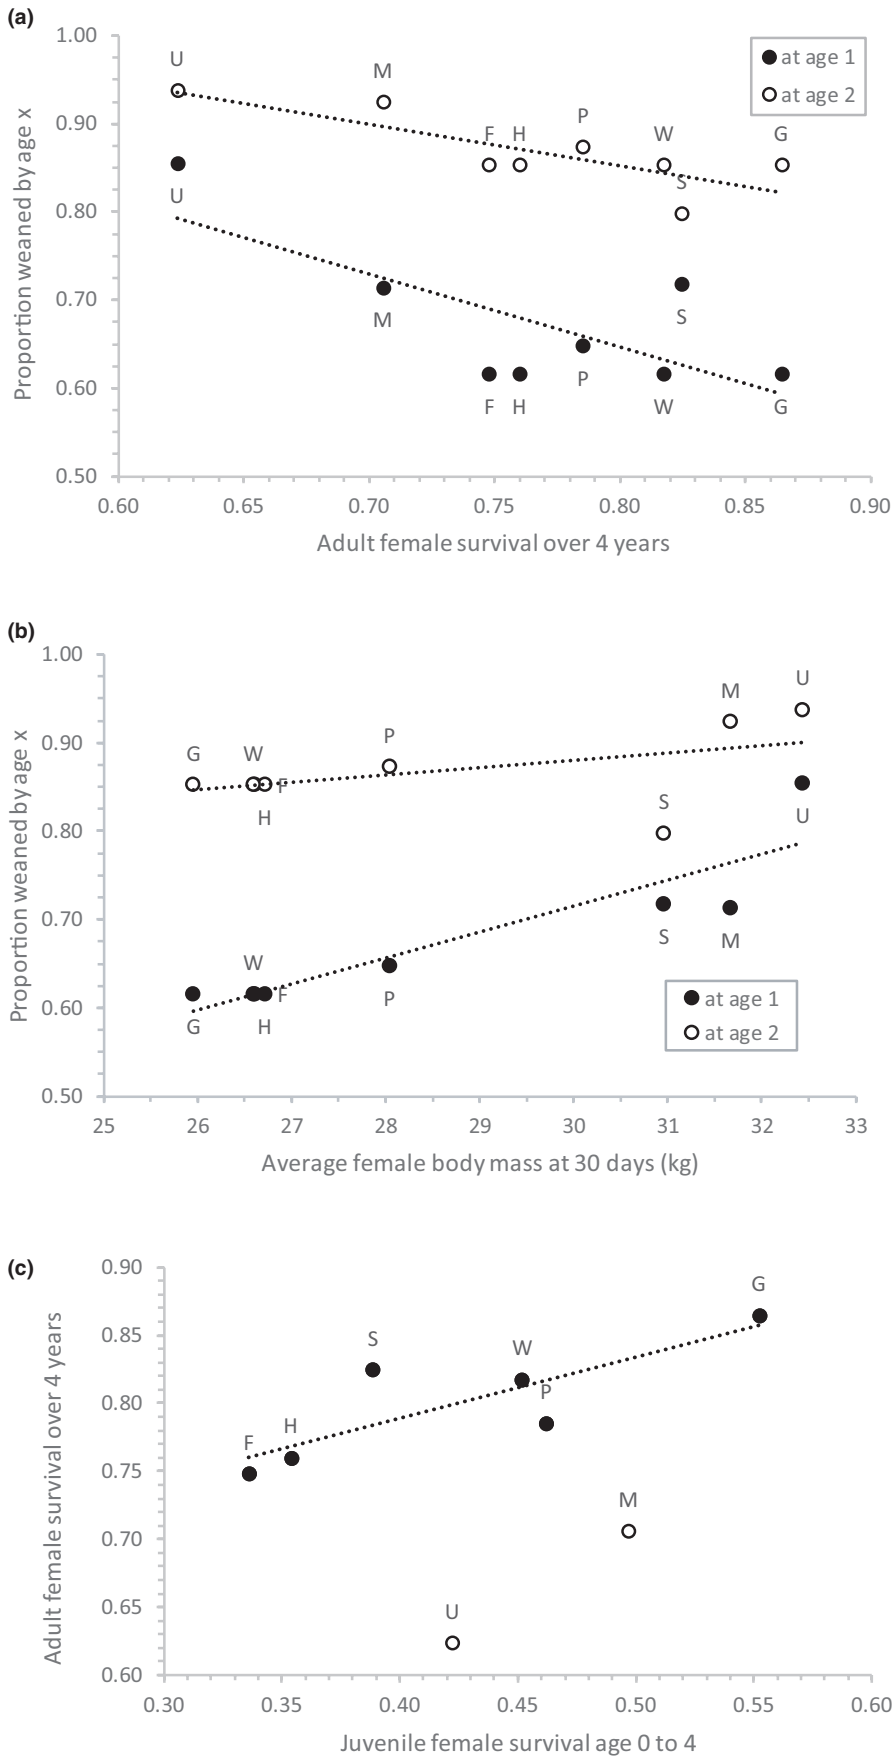 (a)
1.00
0.90
0.80
0.70
0.60
0.50
Proportion weaned by age x
U M F H P W S G
U M F H P W S G
at age 1
at age 2
0.60 0.65 0.70 0.75 0.80 0.85 0.90
Adult female survival over 4 years
(b)
1.00
0.90
0.80
0.70
0.60
0.50
Proportion weaned by age x
G W F H P S M U
G W F H P S M U
at age 1
at age 2
25 26 27 28 29 30 31 32 33
Average female body mass at 30 days (kg)
(c)
0.90
0.85
0.80
0.75
0.70
0.65
0.60
Adult female survival over 4 years
F H S U W P M G
0.30 0.35 0.40 0.45 0.50 0.55 0.60
Juvenile female survival age 0 to 4